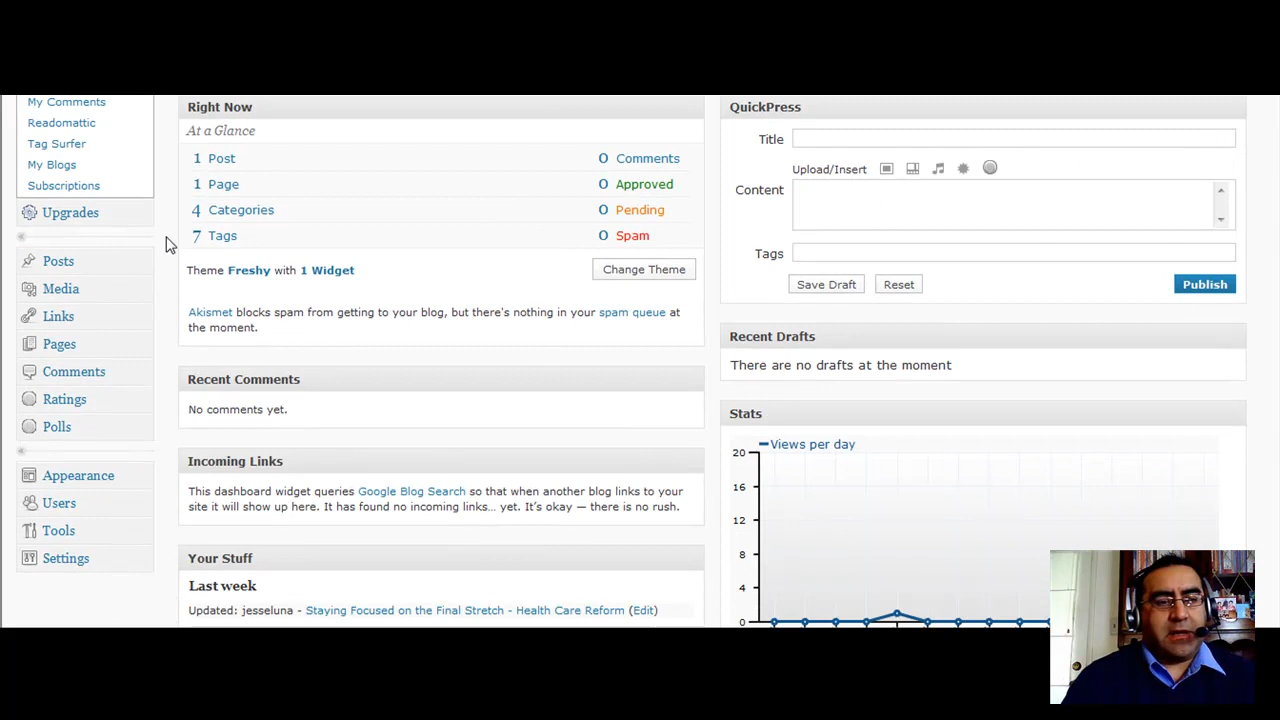 My Comments
Readomattic
Tag Surfer
My Blogs
Subscriptions
Upgrades
Posts
Media
Links
Pages
Comments
Ratings
Polls
Appearance
Users
Tools
Settings
Right Now
At a Glance
1 Post 0 Comments
1 Page 0 Approved
4 Categories 0 Pending
7 Tags 0 Spam
Theme Freshy with 1 Widget Change Theme
Akismet blocks spam from getting to your blog, but there's nothing in your spam queue at
the moment.
Recent Comments
No comments yet.
Incoming Links
This dashboard widget queries Google Blog Search so that when another blog links to your
site it will show up here. It has found no incoming links… yet. It's okay — there is no rush.
Your Stuff
Last week
Updated: jesseluna - Staying Focused on the Final Stretch - Health Care Reform (Edit)
QuickPress
Title
Upload/Insert
Content
Tags
Save Draft Reset Publish
Recent Drafts
There are no drafts at the moment
Stats
Views per day
20
16
12
8
4
0